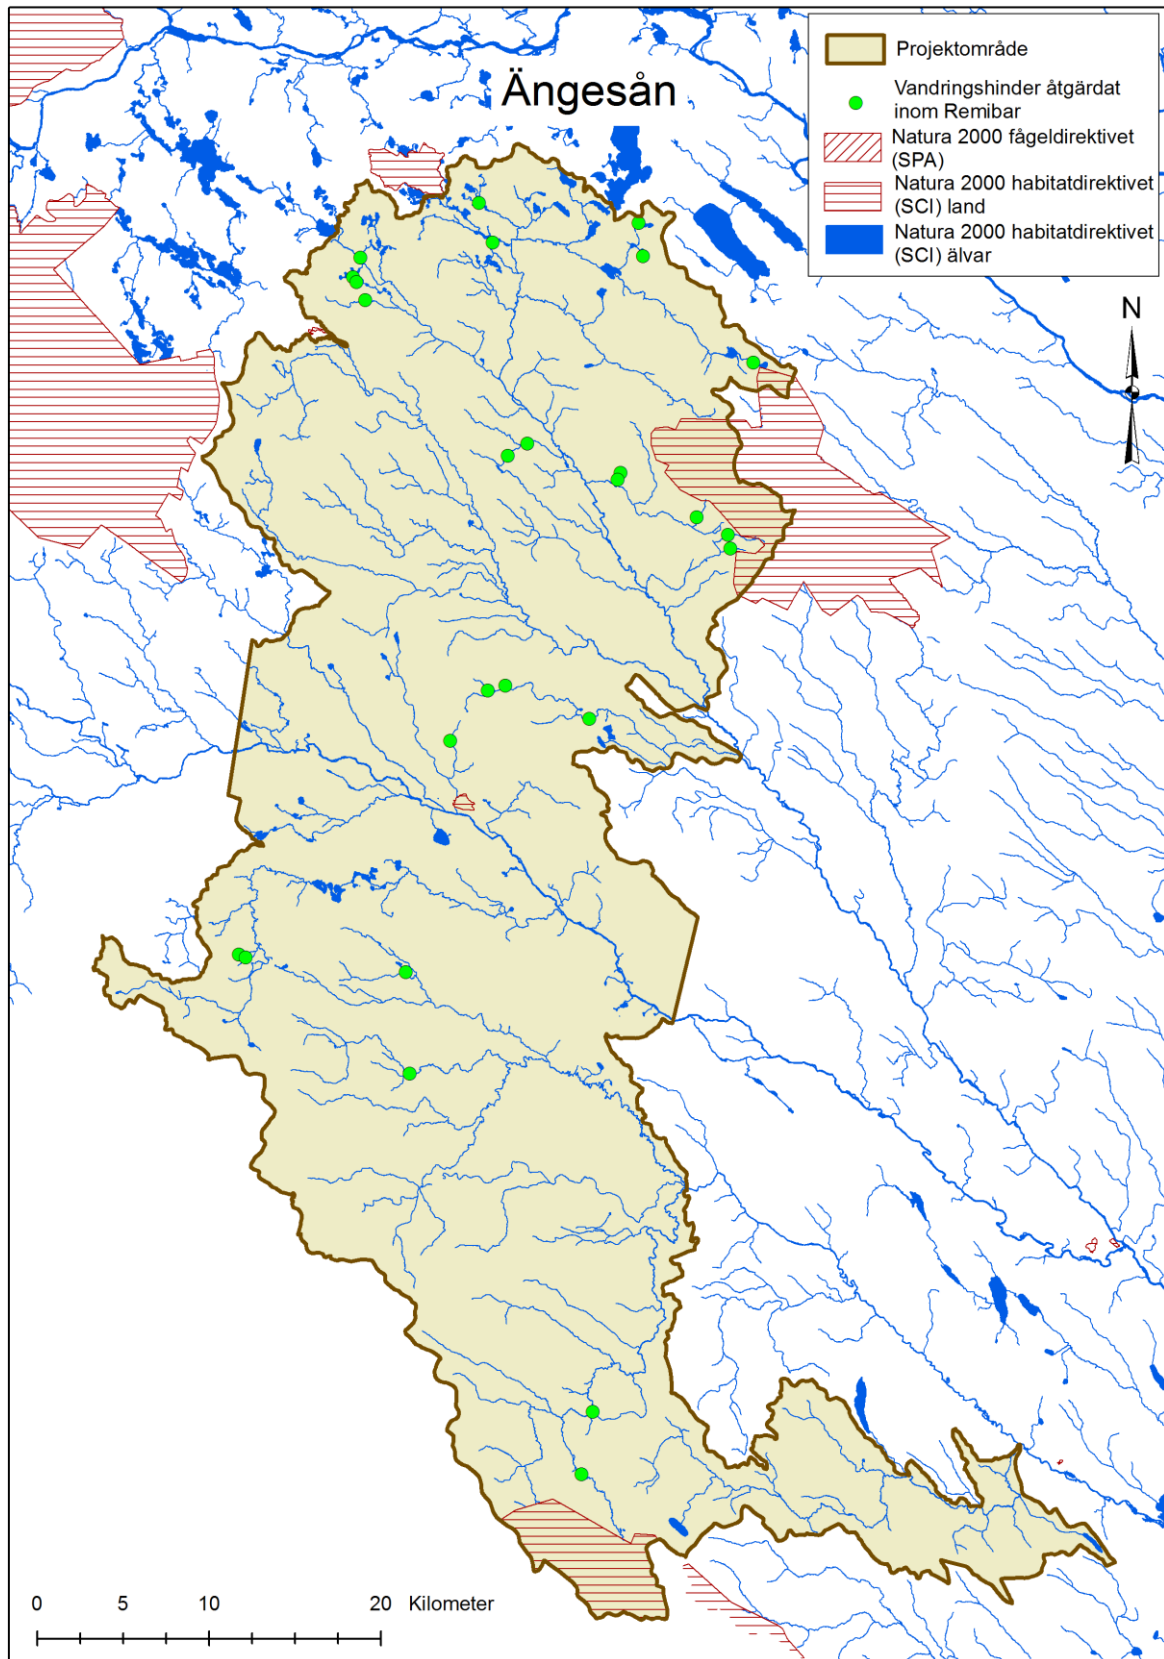 Ängesån
Projektområde
Vandringshinder åtgärdat
inom Remibar
Natura 2000 fågeldirektivet
(SPA)
Natura 2000 habitatdirektivet
(SCI) land
Natura 2000 habitatdirektivet
(SCI) älvar
N
0 5 10 20 Kilometer